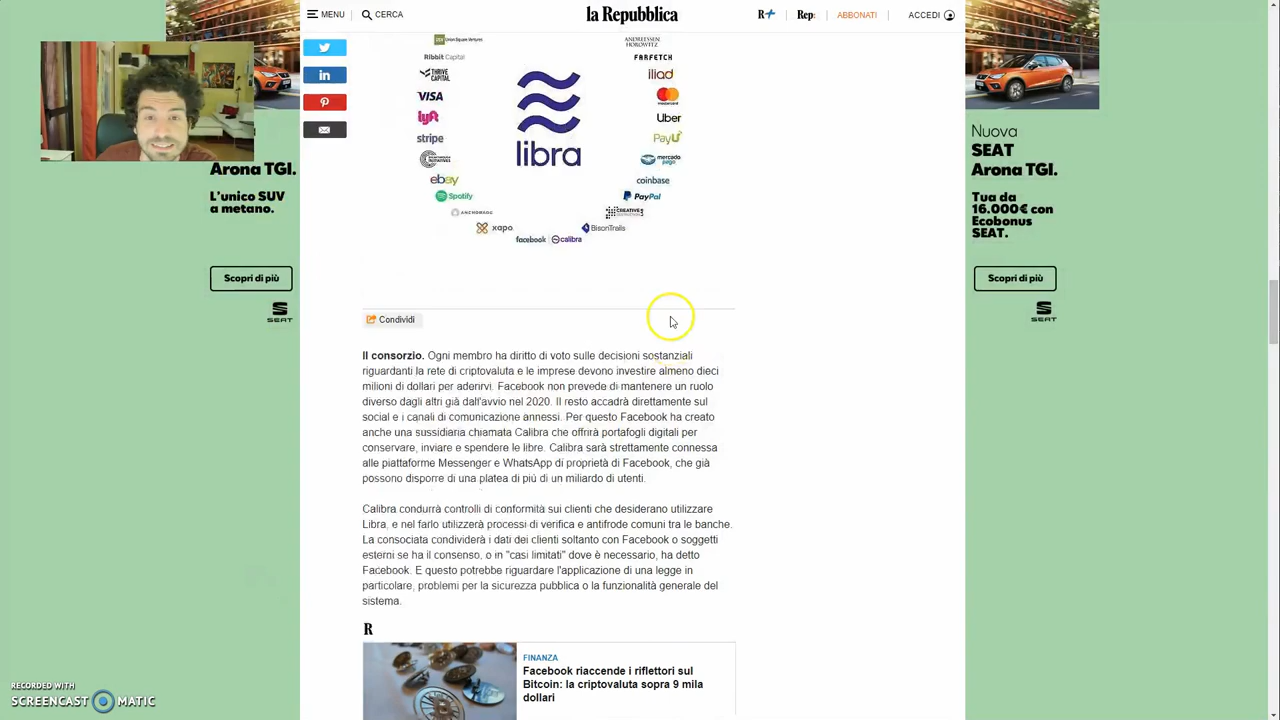 MENU
CERCA
la Repubblica
R+
Rep:
ABBONATI
ACCEDI
Union Square Ventures
Ribbit Capital
THRIVE CAPITAL
VISA
lyft
stripe
ebay
Spotify
ANCHORAGE
xapo
facebook
calibra
libra
ANDREESSEN HOROWITZ
FARFETCH
iliad
mastercard
Uber
PayU
mercado pago
coinbase
PayPal
CREATIVE
BisonTrails
Condividi
Il consorzio. Ogni membro ha diritto di voto sulle decisioni sostanziali
riguardanti la rete di criptovaluta e le imprese devono investire almeno dieci
milioni di dollari per aderirvi. Facebook non prevede di mantenere un ruolo
diverso dagli altri già dall'avvio nel 2020. Il resto accadrà direttamente sul
social e i canali di comunicazione annessi. Per questo Facebook ha creato
anche una sussidiaria chiamata Calibra che offrirà portafogli digitali per
conservare, inviare e spendere le libre. Calibra sarà strettamente connessa
alle piattaforme Messenger e WhatsApp di proprietà di Facebook, che già
possono disporre di una platea di più di un miliardo di utenti.
Calibra condurrà controlli di conformità sui clienti che desiderano utilizzare
Libra, e nel farlo utilizzerà processi di verifica e antifrode comuni tra le banche.
La consociata condividerà i dati dei clienti soltanto con Facebook o soggetti
esterni se ha il consenso, o in "casi limitati" dove è necessario, ha detto
Facebook. E questo potrebbe riguardare l'applicazione di una legge in
particolare, problemi per la sicurezza pubblica o la funzionalità generale del
sistema.
R
FINANZA
Facebook riaccende i riflettori sul
Bitcoin: la criptovaluta sopra 9 mila
dollari
Arona TGI.
L'unico SUV
a metano.
Scopri di più
SEAT
Nuova
SEAT
Arona TGI.
Tua da
16.000€ con
Ecobonus
SEAT.
Scopri di più
SEAT
RECORDED WITH
SCREENCAST MATIC